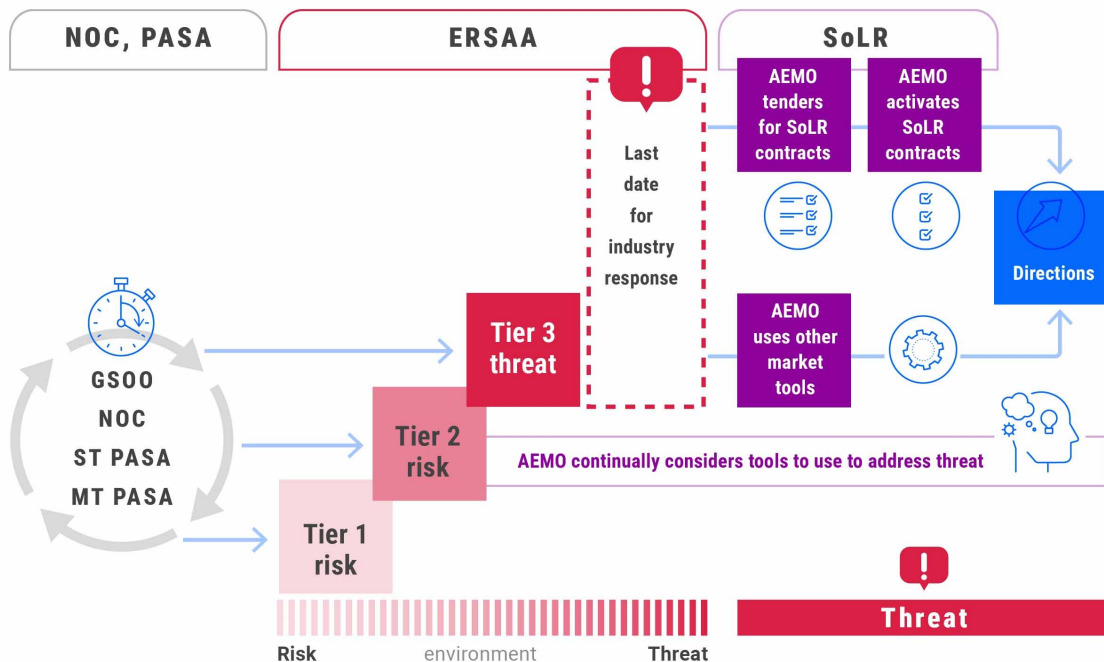 NOC, PASA
ERSAA
SoLR
GSOO
NOC
ST PASA
MT PASA
Tier 1
risk
Tier 2
risk
Tier 3
threat
Last
date
for
industry
response
AEMO
tenders
for SoLR
contracts
AEMO
activates
SoLR
contracts
AEMO
uses other
market
tools
Directions
AEMO continually considers tools to use to address threat
Risk
environment
Threat
Threat